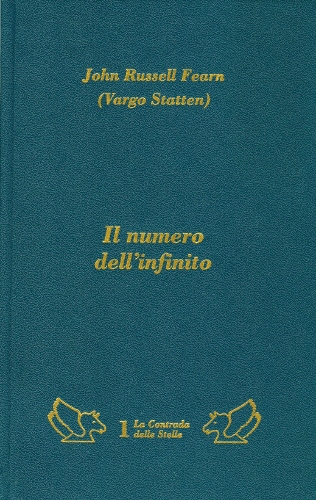 John Russell Fearn
(Vargo Statten)
Il numero
dell'infinito
1 La Contrada
delle Stelle